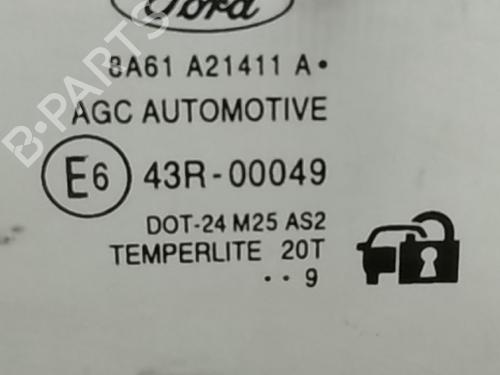 Ford
8A61 A21411 A•
AGC AUTOMOTIVE
E6 43R-00049
DOT-24 M25 AS2
TEMPERLITE 20T
•• 9
B-PARTS